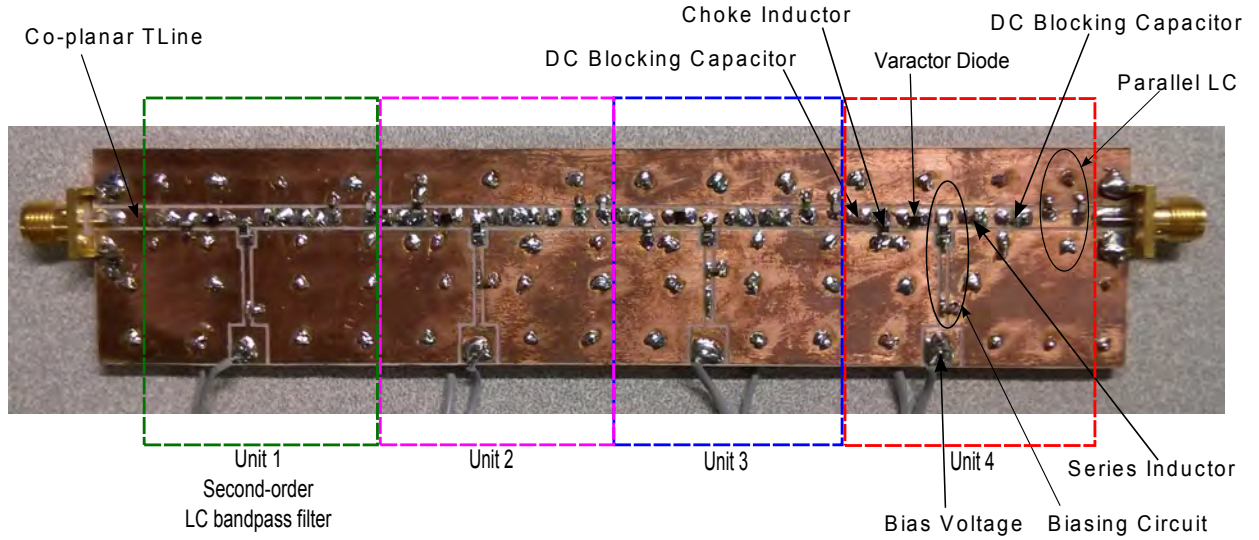 Choke Inductor
DC Blocking Capacitor
Co-planar TLine
DC Blocking
Capacitor
Varactor Diode
Parallel LC
Unit 1
Second-order
LC bandpass filter
Unit 2
Unit 3
Unit 4
Series Inductor
Bias Voltage
Biasing Circuit